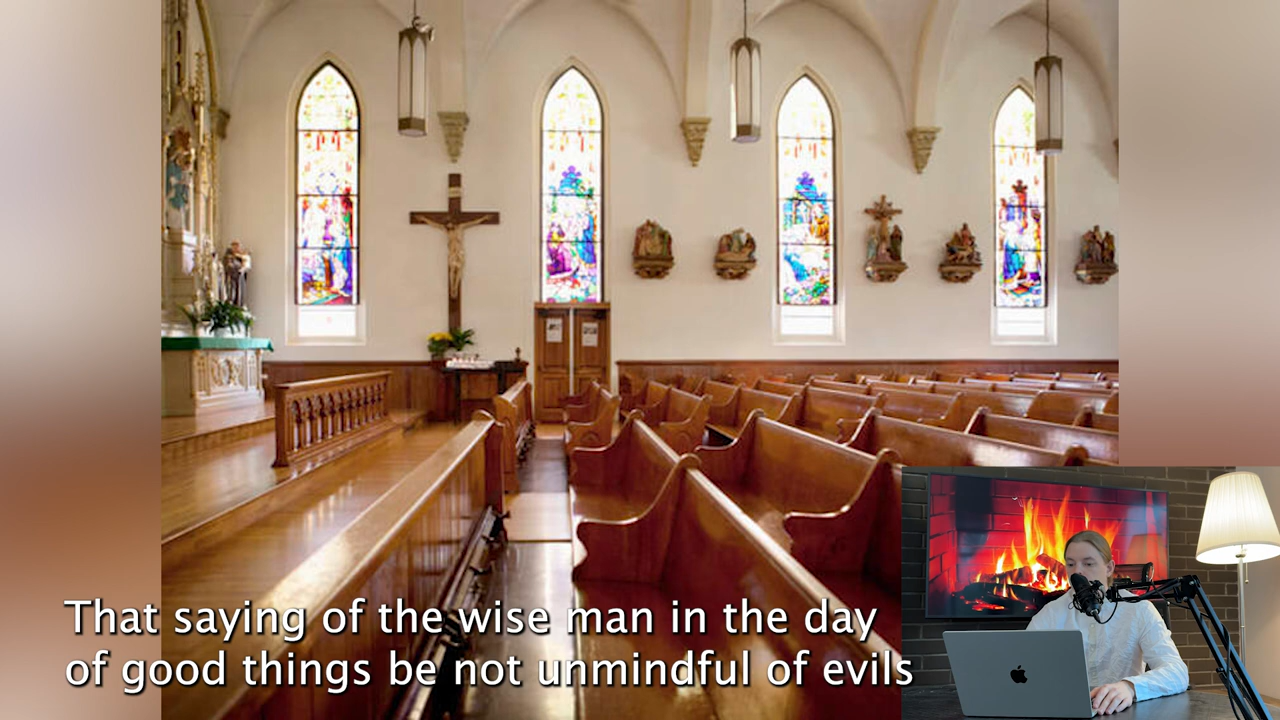 That saying of the wise man in the day
of good things be not unmindful of evils